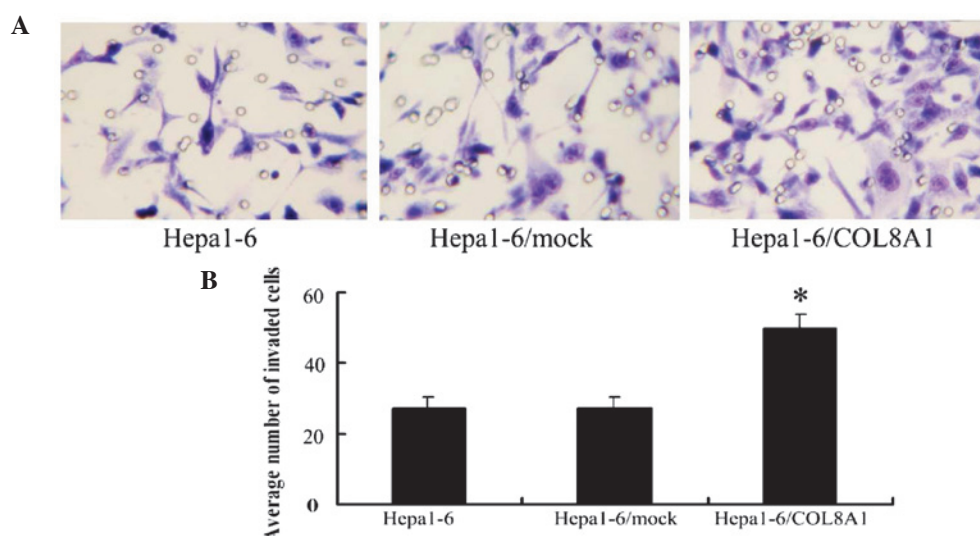 A
Hepa1-6
Hepa1-6/mock
Hepa1-6/COL8A1
B
Average number of invaded cells
60
40
20
0
*
Hepa1-6
Hepa1-6/mock
Hepa1-6/COL8A1